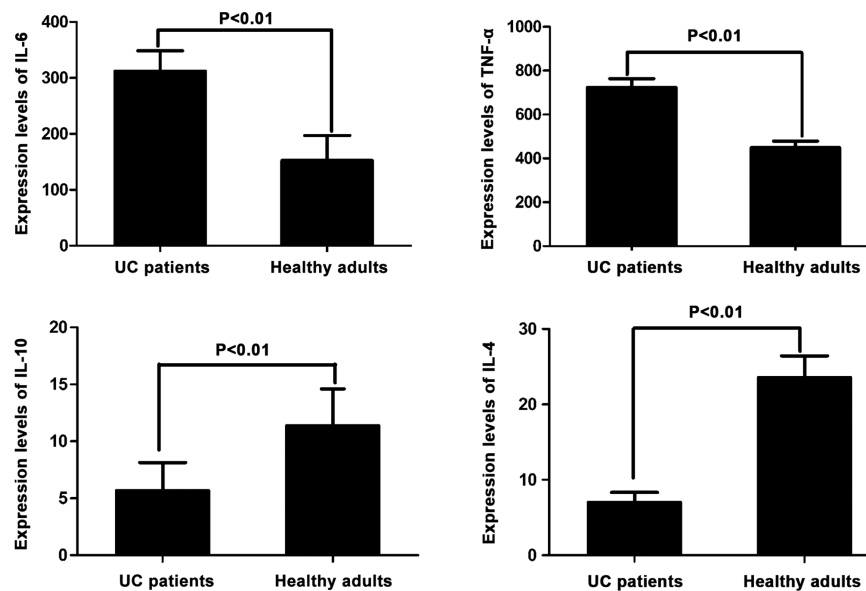 P<0.01
Expression levels of IL-6
400
300
200
100
0
UC patients
Healthy adults
P<0.01
Expression levels of TNF-α
1000
800
600
400
200
0
UC patients
Healthy adults
P<0.01
Expression levels of IL-10
20
15
10
5
0
UC patients
Healthy adults
P<0.01
Expression levels of IL-4
30
20
10
0
UC patients
Healthy adults